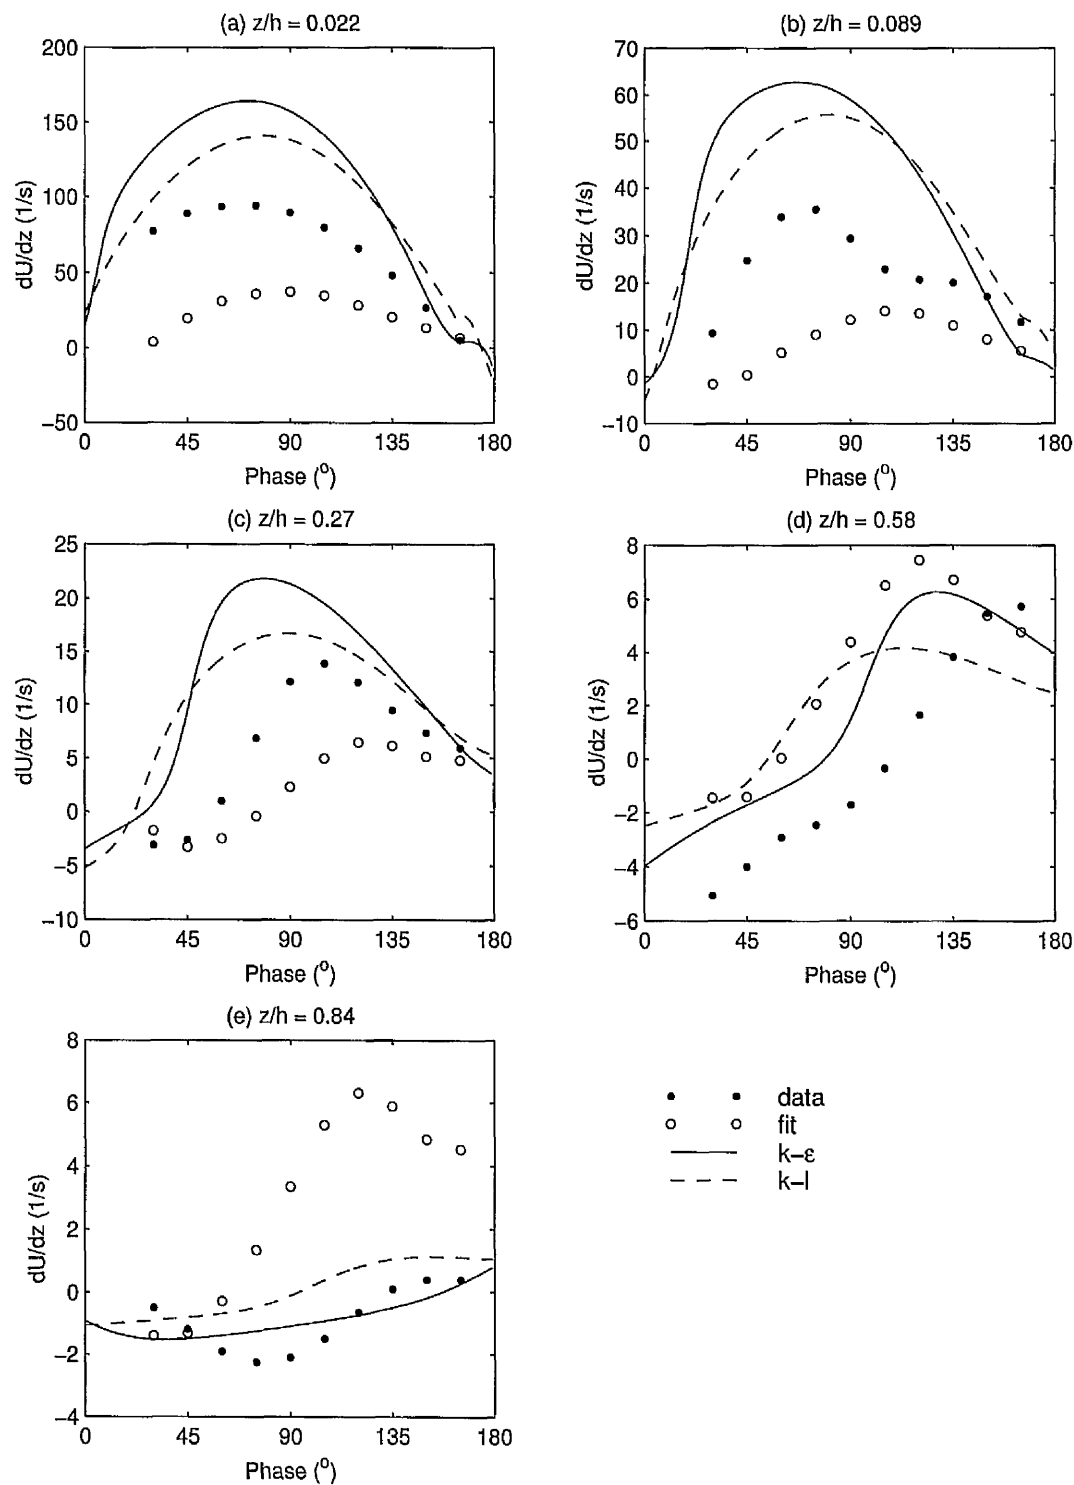 (a) z/h = 0.022
200
150
100
50
0
−50
dU/dz (1/s)
0 45 90 135 180
Phase (⁰)
(b) z/h = 0.089
70
60
50
40
30
20
10
0
−10
dU/dz (1/s)
0 45 90 135 180
Phase (⁰)
(c) z/h = 0.27
25
20
15
10
5
0
−5
−10
dU/dz (1/s)
0 45 90 135 180
Phase (⁰)
(d) z/h = 0.58
8
6
4
2
0
−2
−4
−6
dU/dz (1/s)
0 45 90 135 180
Phase (⁰)
(e) z/h = 0.84
8
6
4
2
0
−2
−4
dU/dz (1/s)
0 45 90 135 180
Phase (⁰)
data
fit
k−ε
k−l